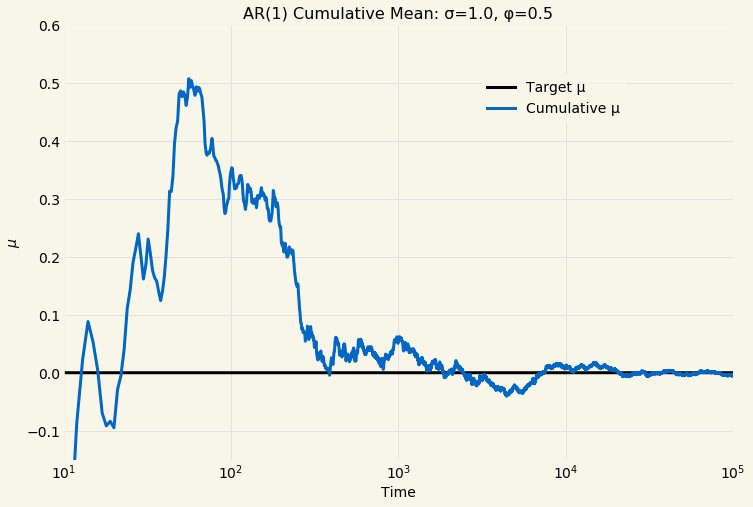 AR(1) Cumulative Mean: σ=1.0, φ=0.5
0.6
0.5
0.4
0.3
0.2
0.1
0.0
−0.1
μ
Target μ
Cumulative μ
10¹
10²
10³
10⁴
10⁵
Time